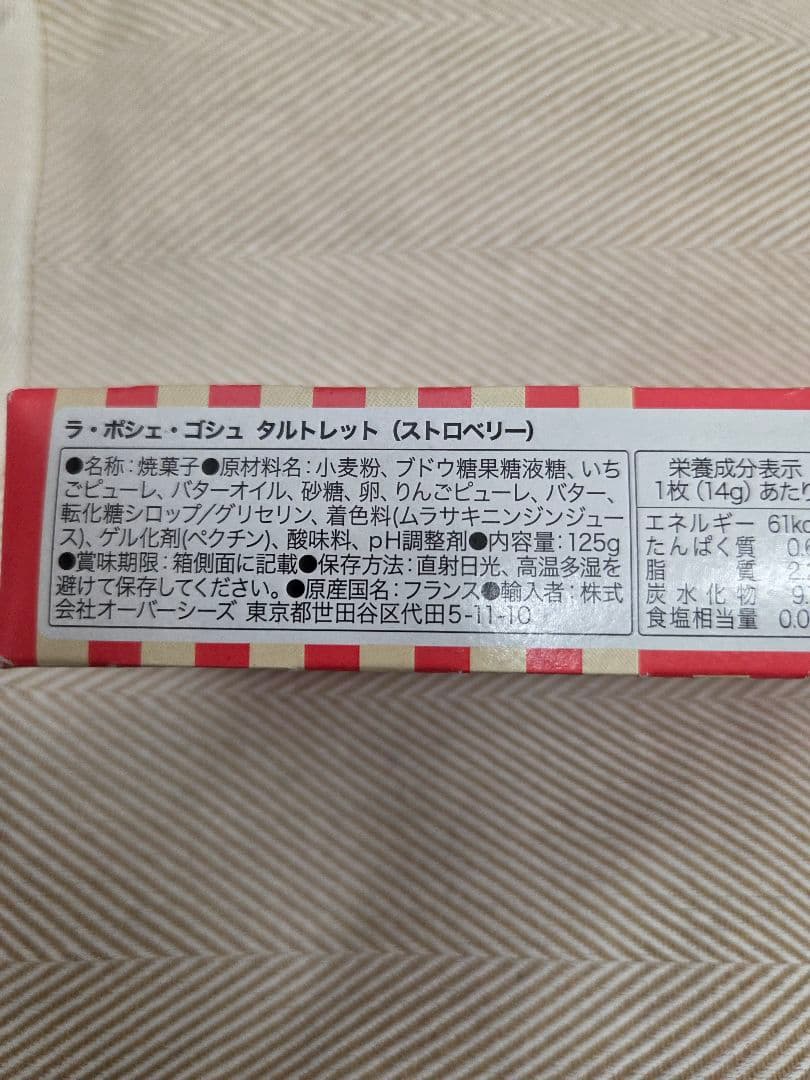 ラ・ポシェ・ゴシュ タルトレット（ストロベリー）
●名称：焼菓子●原材料名：小麦粉、ブドウ糖果糖液糖、いち
ごピューレ、バターオイル、砂糖、卵、りんごピューレ、バター、
転化糖シロップ/グリセリン、着色料(ムラサキニンジンジュー
ス)、ゲル化剤(ペクチン)、酸味料、pH調整剤●内容量：125g
●賞味期限：箱側面に記載●保存方法：直射日光、高温多湿を
避けて保存してください。●原産国名：フランス●輸入者：株式
会社オーバーシーズ 東京都世田谷区代田5-11-10
栄養成分表示
1枚（14g）あたり
エネルギー 61kc
たんぱく質 0.6
脂質 2.
炭水化物 9.
食塩相当量 0.0